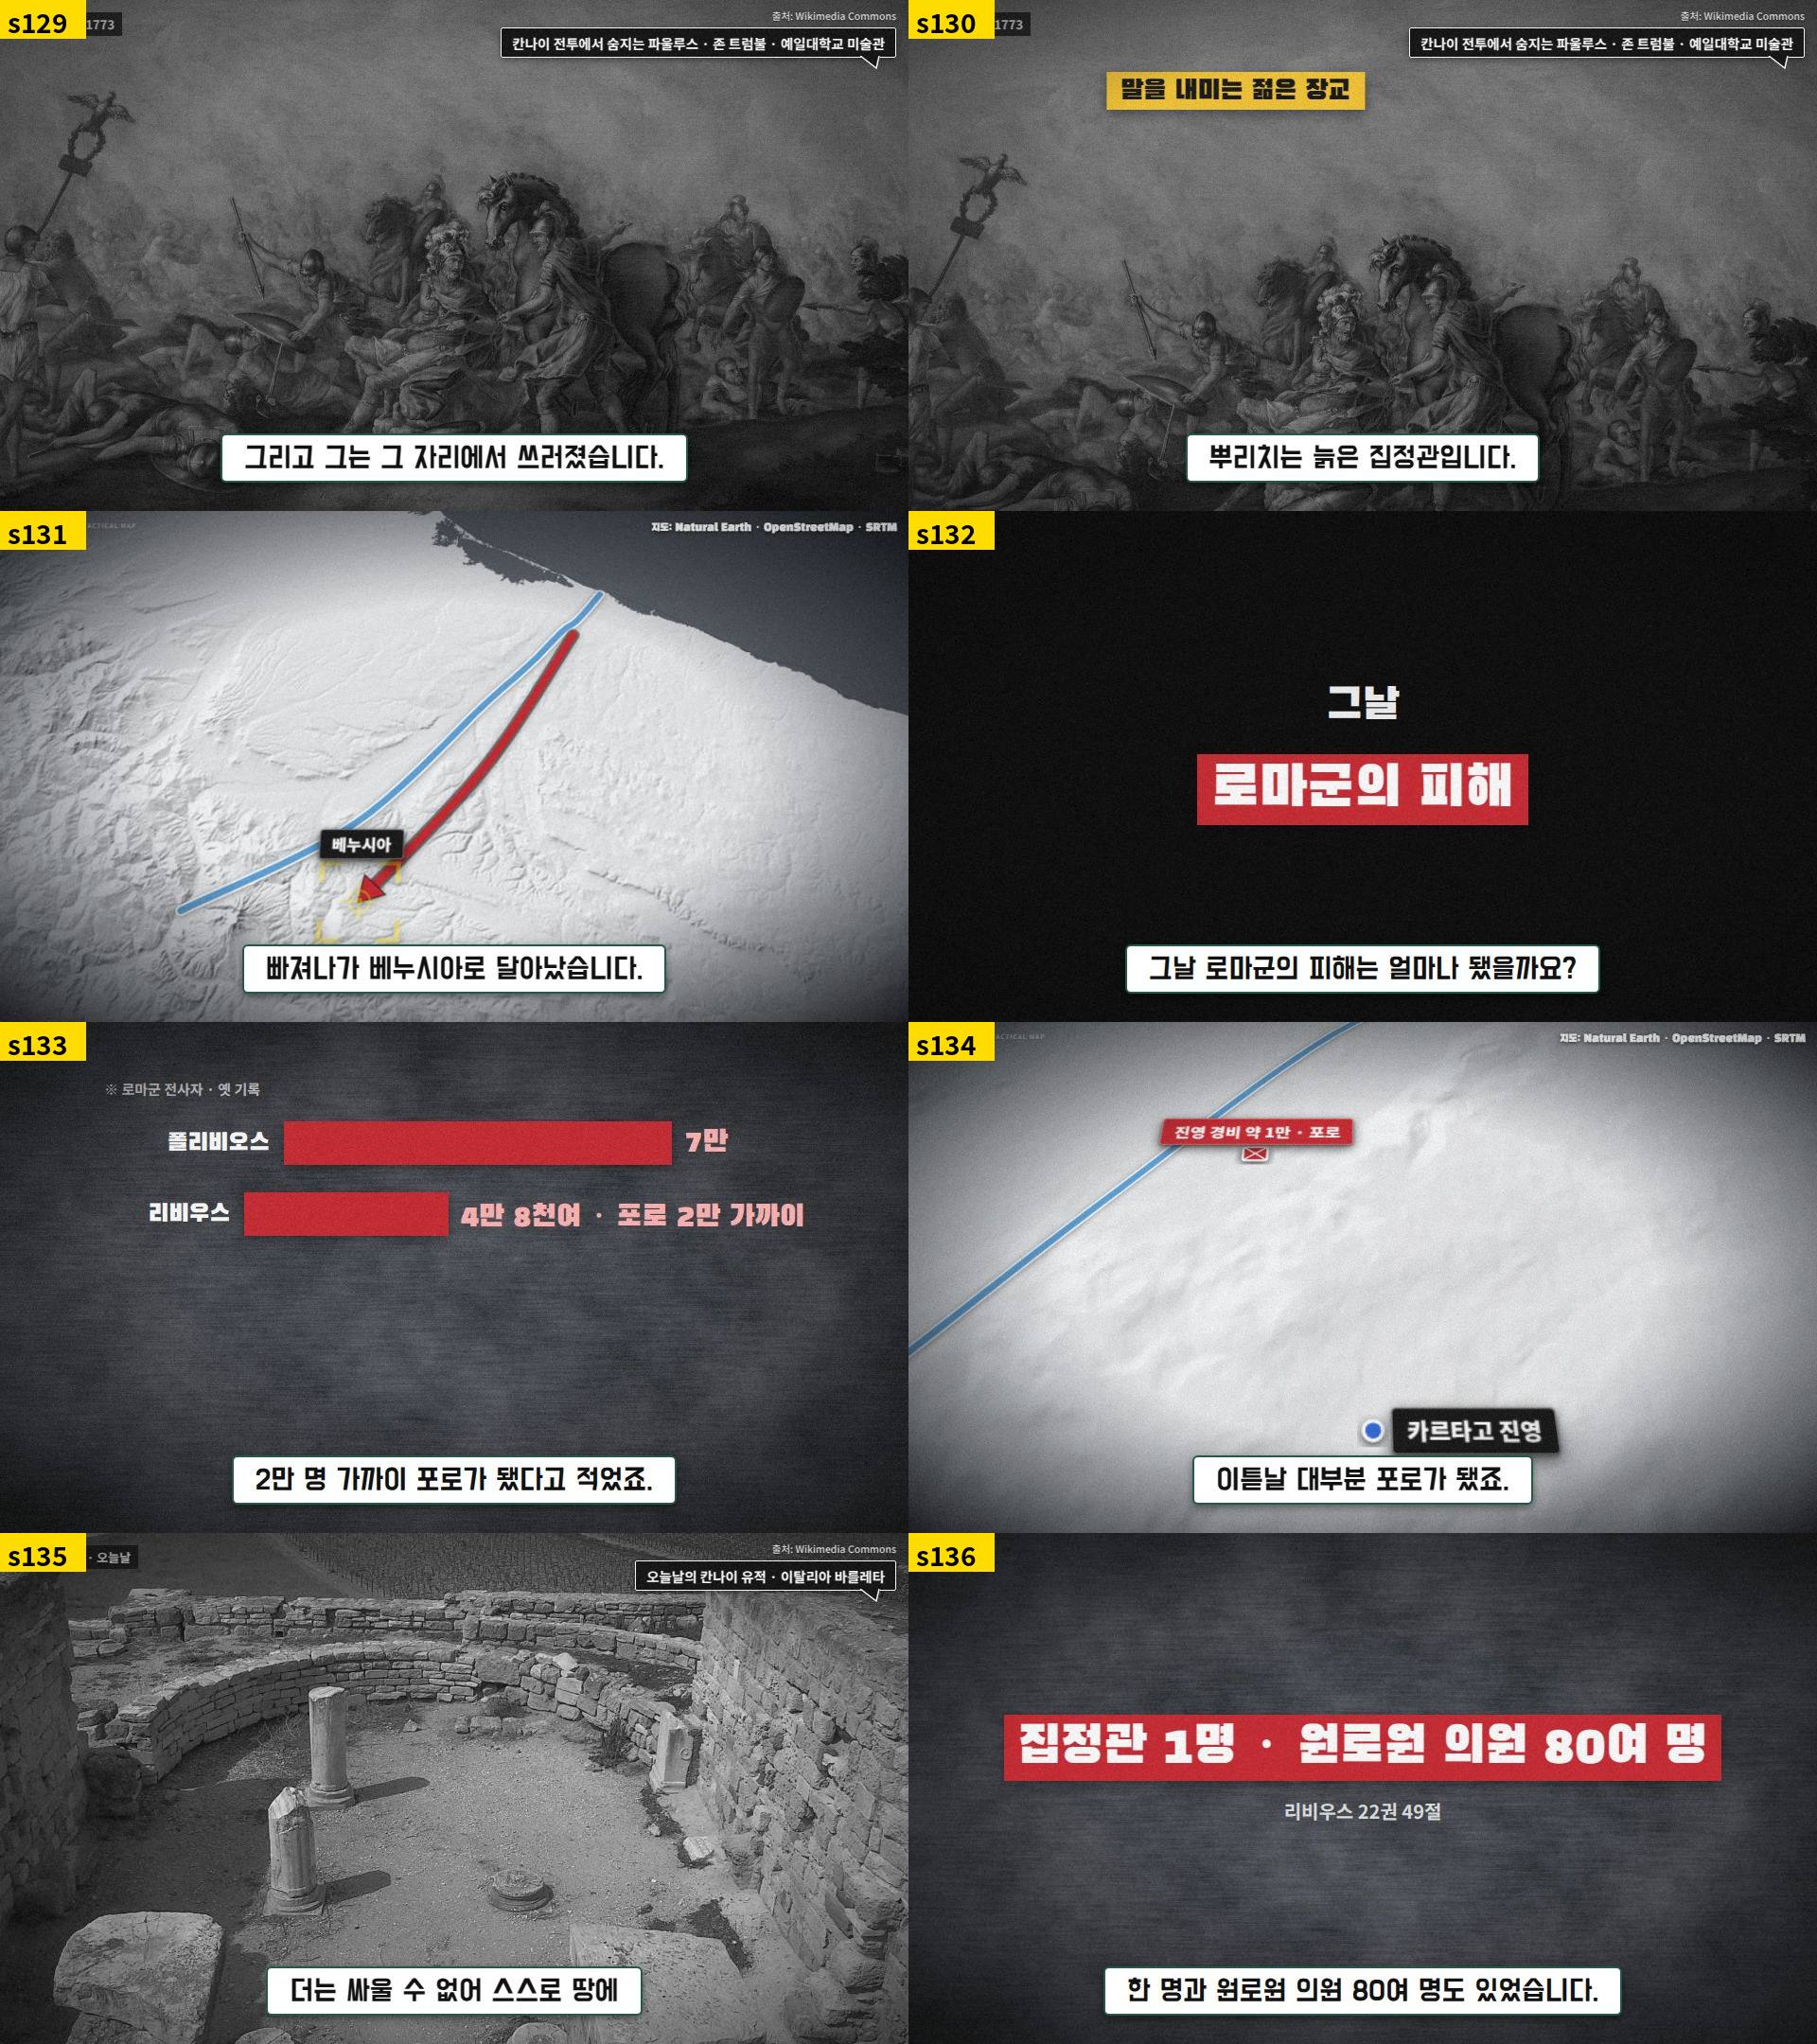 s129
1773
출처: Wikimedia Commons
칸나이 전투에서 숨지는 파울루스 · 존 트럼불 · 예일대학교 미술관
그리고 그는 그 자리에서 쓰러졌습니다.
s130
1773
출처: Wikimedia Commons
칸나이 전투에서 숨지는 파울루스 · 존 트럼불 · 예일대학교 미술관
말을 내미는 젊은 장교
뿌리치는 늙은 집정관입니다.
s131
ACTICAL MAP
지도: Natural Earth · OpenStreetMap · SRTM
베누시아
빠져나가 베누시아로 달아났습니다.
s132
그날
로마군의 피해
그날 로마군의 피해는 얼마나 됐을까요?
s133
※ 로마군 전사자 · 옛 기록
폴리비오스 7만
리비우스 4만 8천여 · 포로 2만 가까이
2만 명 가까이 포로가 됐다고 적었죠.
s134
ACTICAL MAP
지도: Natural Earth · OpenStreetMap · SRTM
진영 경비 약 1만 · 포로
카르타고 진영
이튿날 대부분 포로가 됐죠.
s135
· 오늘날
출처: Wikimedia Commons
오늘날의 칸나이 유적 · 이탈리아 바를레타
더는 싸울 수 없어 스스로 땅에
s136
집정관 1명 · 원로원 의원 80여 명
리비우스 22권 49절
한 명과 원로원 의원 80여 명도 있었습니다.